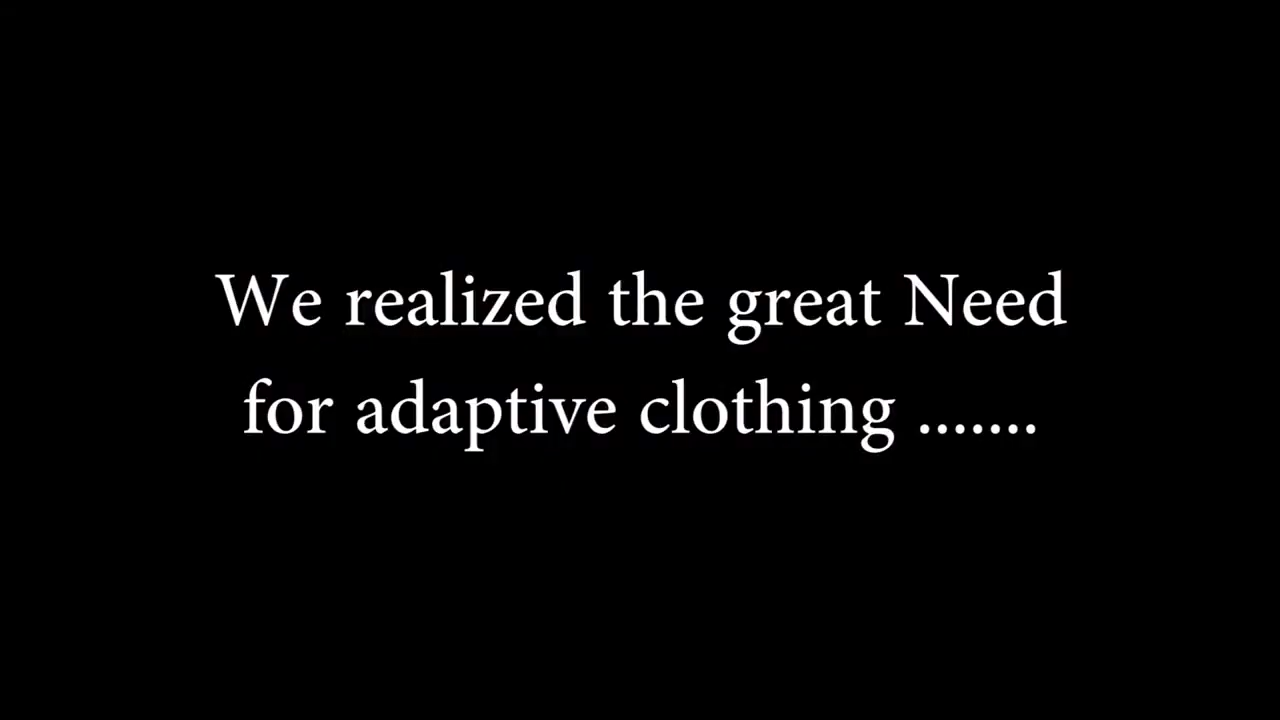 We realized the great Need
for adaptive clothing .......